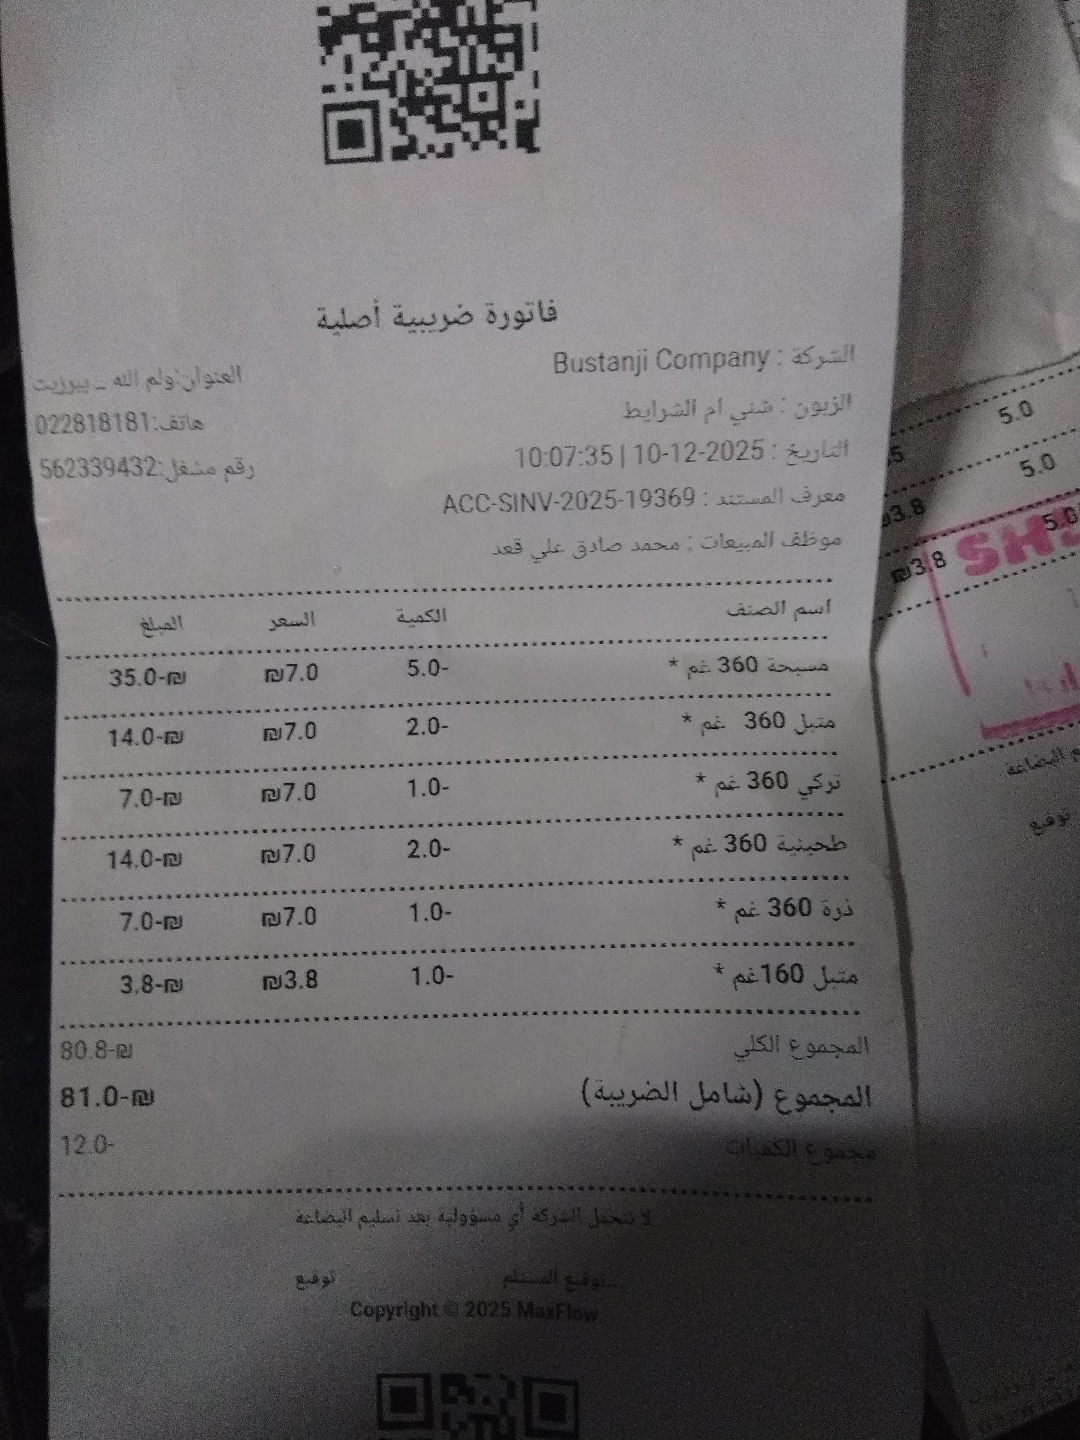 فاتورة ضريبية أصلية
الشركة : Bustanji Company
العنوان:ولم الله - بيرزيت
الزبون : شني ام الشرايط
هاتف:022818181
التاريخ : 2025-12-10 | 10:07:35
رقم مشغل:562339432
معرف المستند : ACC-SINV-2025-19369
موظف المبيعات : محمد صادق علي قعد
اسم الصنف الكمية السعر المبلغ
مسبحة 360 غم * 5.0- ₪7.0 35.0-₪
متبل 360 غم * 2.0- ₪7.0 14.0-₪
تركي 360 غم * 1.0- ₪7.0 7.0-₪
طحينية 360 غم * 2.0- ₪7.0 14.0-₪
ذرة 360 غم * 1.0- ₪7.0 7.0-₪
متبل 160غم * 1.0- ₪3.8 3.8-₪
المجموع الكلي 80.8-₪
المجموع (شامل الضريبة) 81.0-₪
مجموع الكميات 12.0-
لا تتحمل الشركة أي مسؤولية بعد تسليم البضاعة
توقيع المستلم توقيع
Copyright © 2025 MaxFlow
5.0
5.0
₪3.8 5.0
₪3.8
البضاعة
توقيع